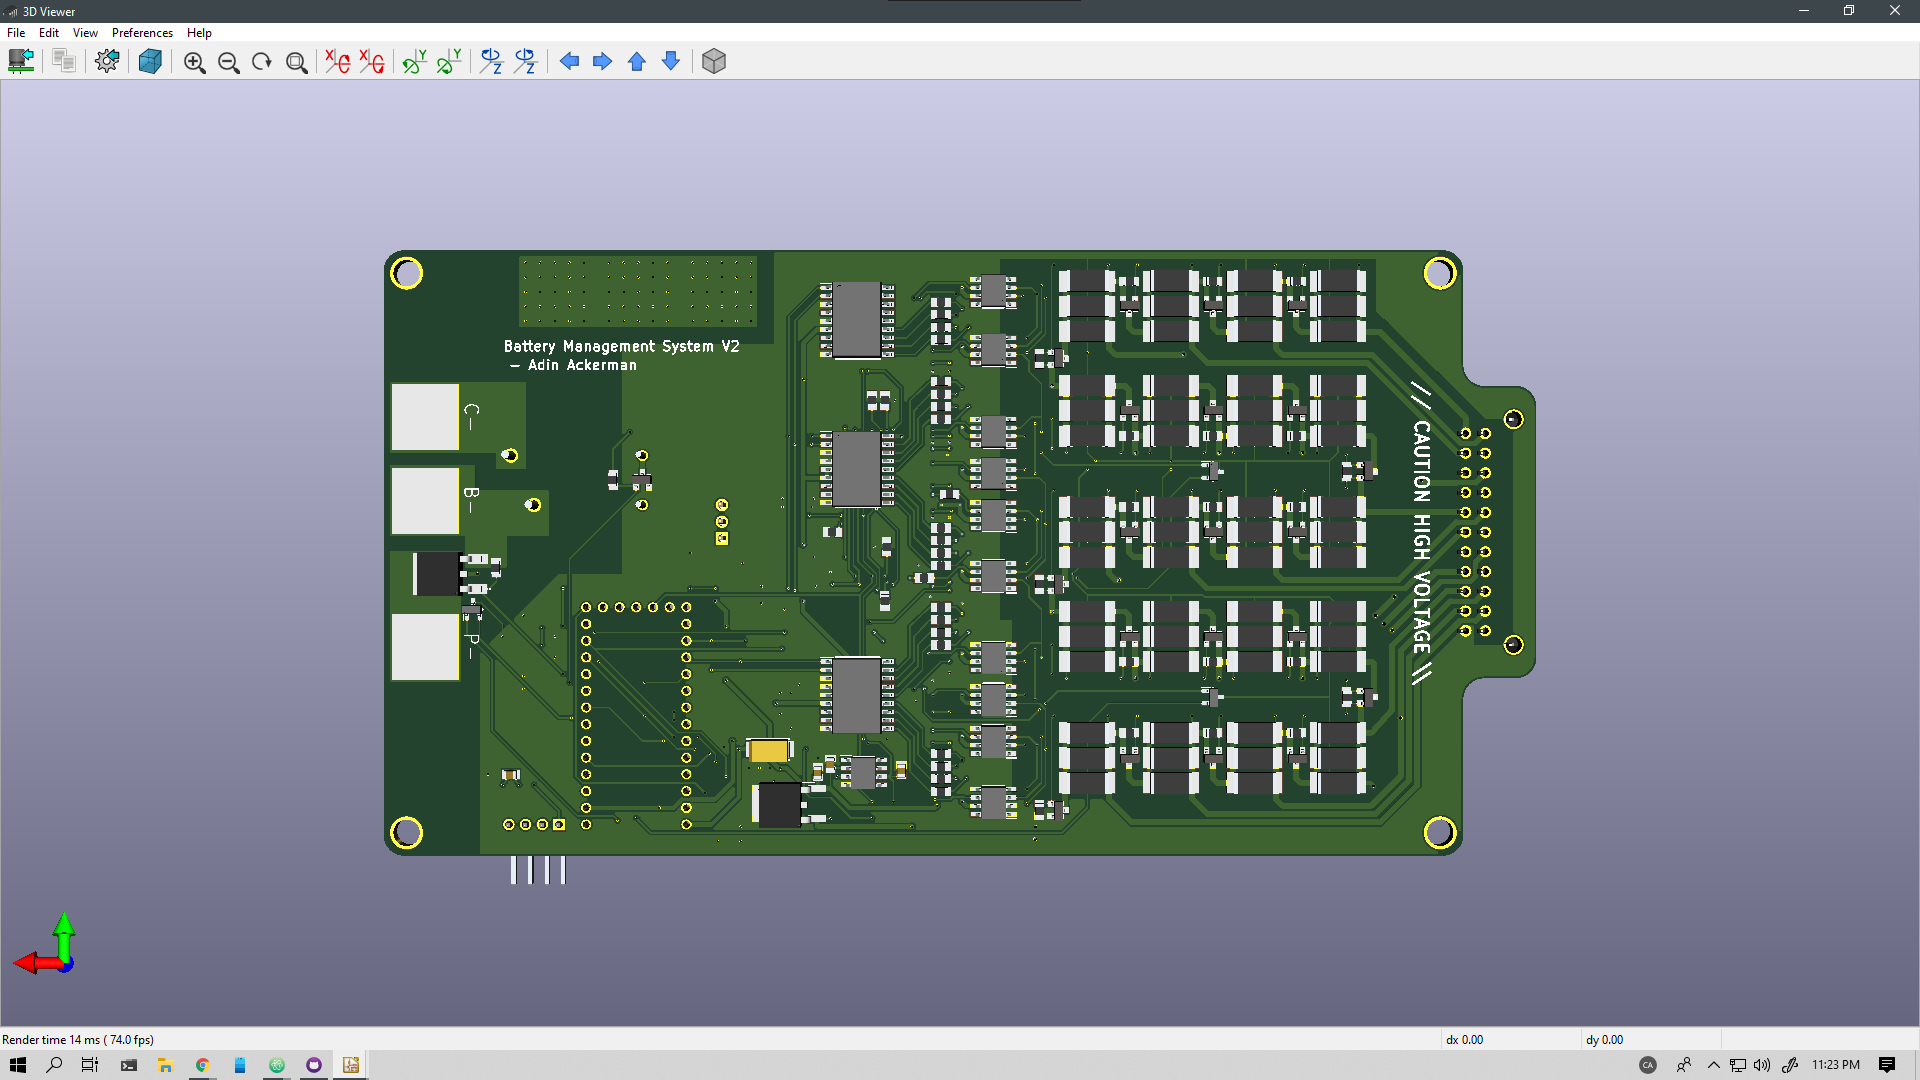 3D Viewer
File Edit View Preferences Help
Battery Management System V2
– Adin Ackerman
C–
B–
P–
/// CAUTION HIGH VOLTAGE \\\
Render time 14 ms ( 74.0 fps)
dx 0.00
dy 0.00
CA
11:23 PM